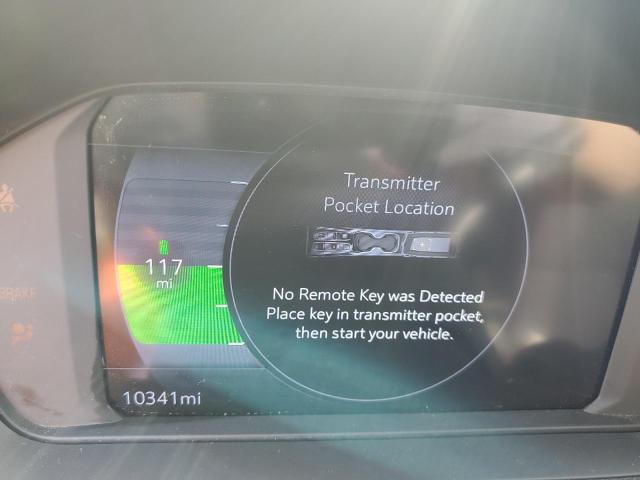 Transmitter
Pocket Location
117
mi
No Remote Key was Detected
Place key in transmitter pocket,
then start your vehicle.
BRAKE
10341mi